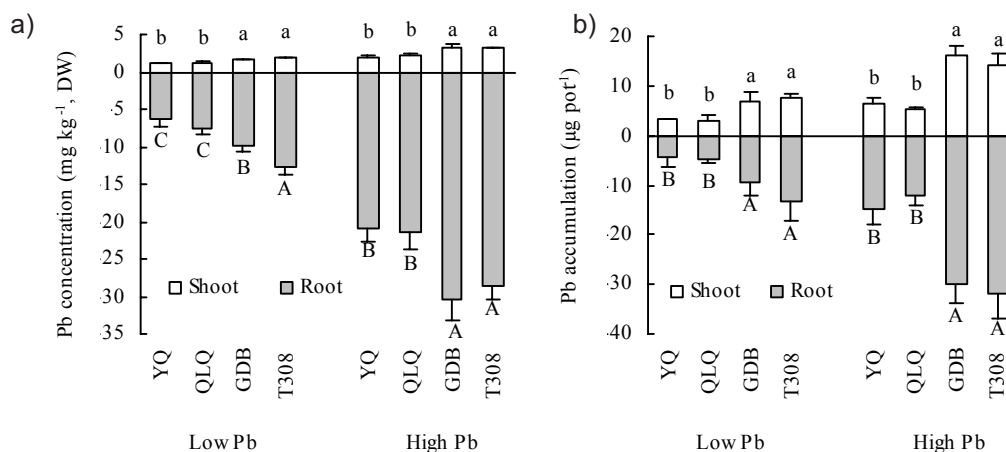 a)
Pb concentration (mg kg⁻¹, DW)
5
0
-5
-10
-15
-20
-25
-30
-35
b b a a b b a a
C C B A B B A A
Shoot Root
YQ QLQ GDB T308 YQ QLQ GDB T308
Low Pb High Pb
b)
Pb accumulation (µg pot⁻¹)
20
10
0
-10
-20
-30
-40
b b a a b b a a
B B A A B B A A
Shoot Root
YQ QLQ GDB T308 YQ QLQ GDB T308
Low Pb High Pb